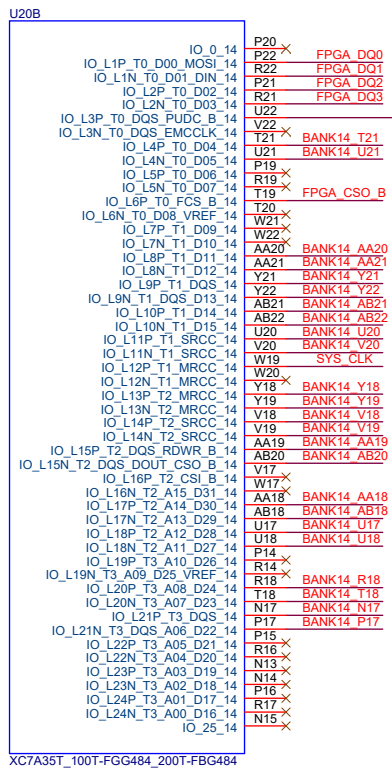 U20B
IO_0_14 P20
IO_L1P_T0_D00_MOSI_14 P22 FPGA_DQ0
IO_L1N_T0_D01_DIN_14 R22 FPGA_DQ1
IO_L2P_T0_D02_14 P21 FPGA_DQ2
IO_L2N_T0_D03_14 R21 FPGA_DQ3
IO_L3P_T0_DQS_PUDC_B_14 U22
IO_L3N_T0_DQS_EMCCLK_14 V22
IO_L4P_T0_D04_14 T21 BANK14_T21
IO_L4N_T0_D05_14 U21 BANK14_U21
IO_L5P_T0_D06_14 P19
IO_L5N_T0_D07_14 R19
IO_L6P_T0_FCS_B_14 T19 FPGA_CSO_B
IO_L6N_T0_D08_VREF_14 T20
IO_L7P_T1_D09_14 W21
IO_L7N_T1_D10_14 W22
IO_L8P_T1_D11_14 AA20 BANK14_AA20
IO_L8N_T1_D12_14 AA21 BANK14_AA21
IO_L9P_T1_DQS_14 Y21 BANK14_Y21
IO_L9N_T1_DQS_D13_14 Y22 BANK14_Y22
IO_L10P_T1_D14_14 AB21 BANK14_AB21
IO_L10N_T1_D15_14 AB22 BANK14_AB22
IO_L11P_T1_SRCC_14 U20 BANK14_U20
IO_L11N_T1_SRCC_14 V20 BANK14_V20
IO_L12P_T1_MRCC_14 W19 SYS_CLK
IO_L12N_T1_MRCC_14 W20
IO_L13P_T2_MRCC_14 Y18 BANK14_Y18
IO_L13N_T2_MRCC_14 Y19 BANK14_Y19
IO_L14P_T2_SRCC_14 V18 BANK14_V18
IO_L14N_T2_SRCC_14 V19 BANK14_V19
IO_L15P_T2_DQS_RDWR_B_14 AA19 BANK14_AA19
IO_L15N_T2_DQS_DOUT_CSO_B_14 AB20 BANK14_AB20
IO_L16P_T2_CSI_B_14 V17
IO_L16N_T2_A15_D31_14 W17
IO_L17P_T2_A14_D30_14 AA18 BANK14_AA18
IO_L17N_T2_A13_D29_14 AB18 BANK14_AB18
IO_L18P_T2_A12_D28_14 U17 BANK14_U17
IO_L18N_T2_A11_D27_14 U18 BANK14_U18
IO_L19P_T3_A10_D26_14 P14
IO_L19N_T3_A09_D25_VREF_14 R14
IO_L20P_T3_A08_D24_14 R18 BANK14_R18
IO_L20N_T3_A07_D23_14 T18 BANK14_T18
IO_L21P_T3_DQS_14 N17 BANK14_N17
IO_L21N_T3_DQS_A06_D22_14 P17 BANK14_P17
IO_L22P_T3_A05_D21_14 P15
IO_L22N_T3_A04_D20_14 R16
IO_L23P_T3_A03_D19_14 N13
IO_L23N_T3_A02_D18_14 N14
IO_L24P_T3_A01_D17_14 P16
IO_L24N_T3_A00_D16_14 R17
IO_25_14 N15
XC7A35T_100T-FGG484_200T-FBG484